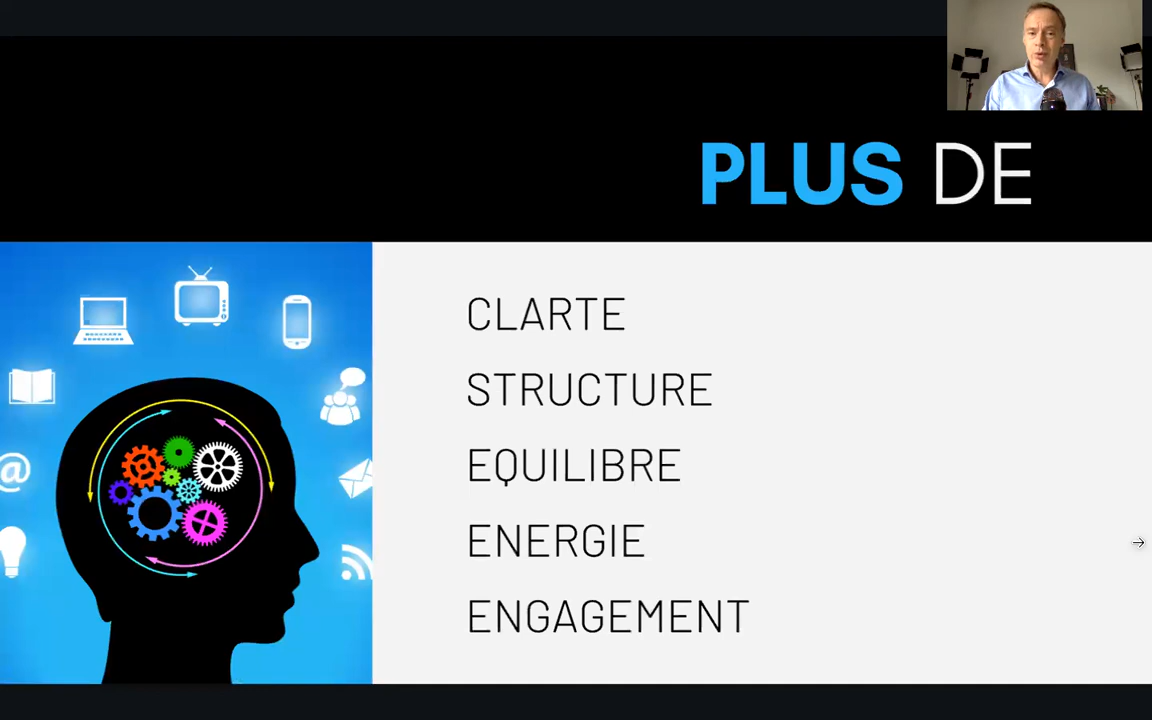 PLUS DE
CLARTE
STRUCTURE
EQUILIBRE
ENERGIE
ENGAGEMENT